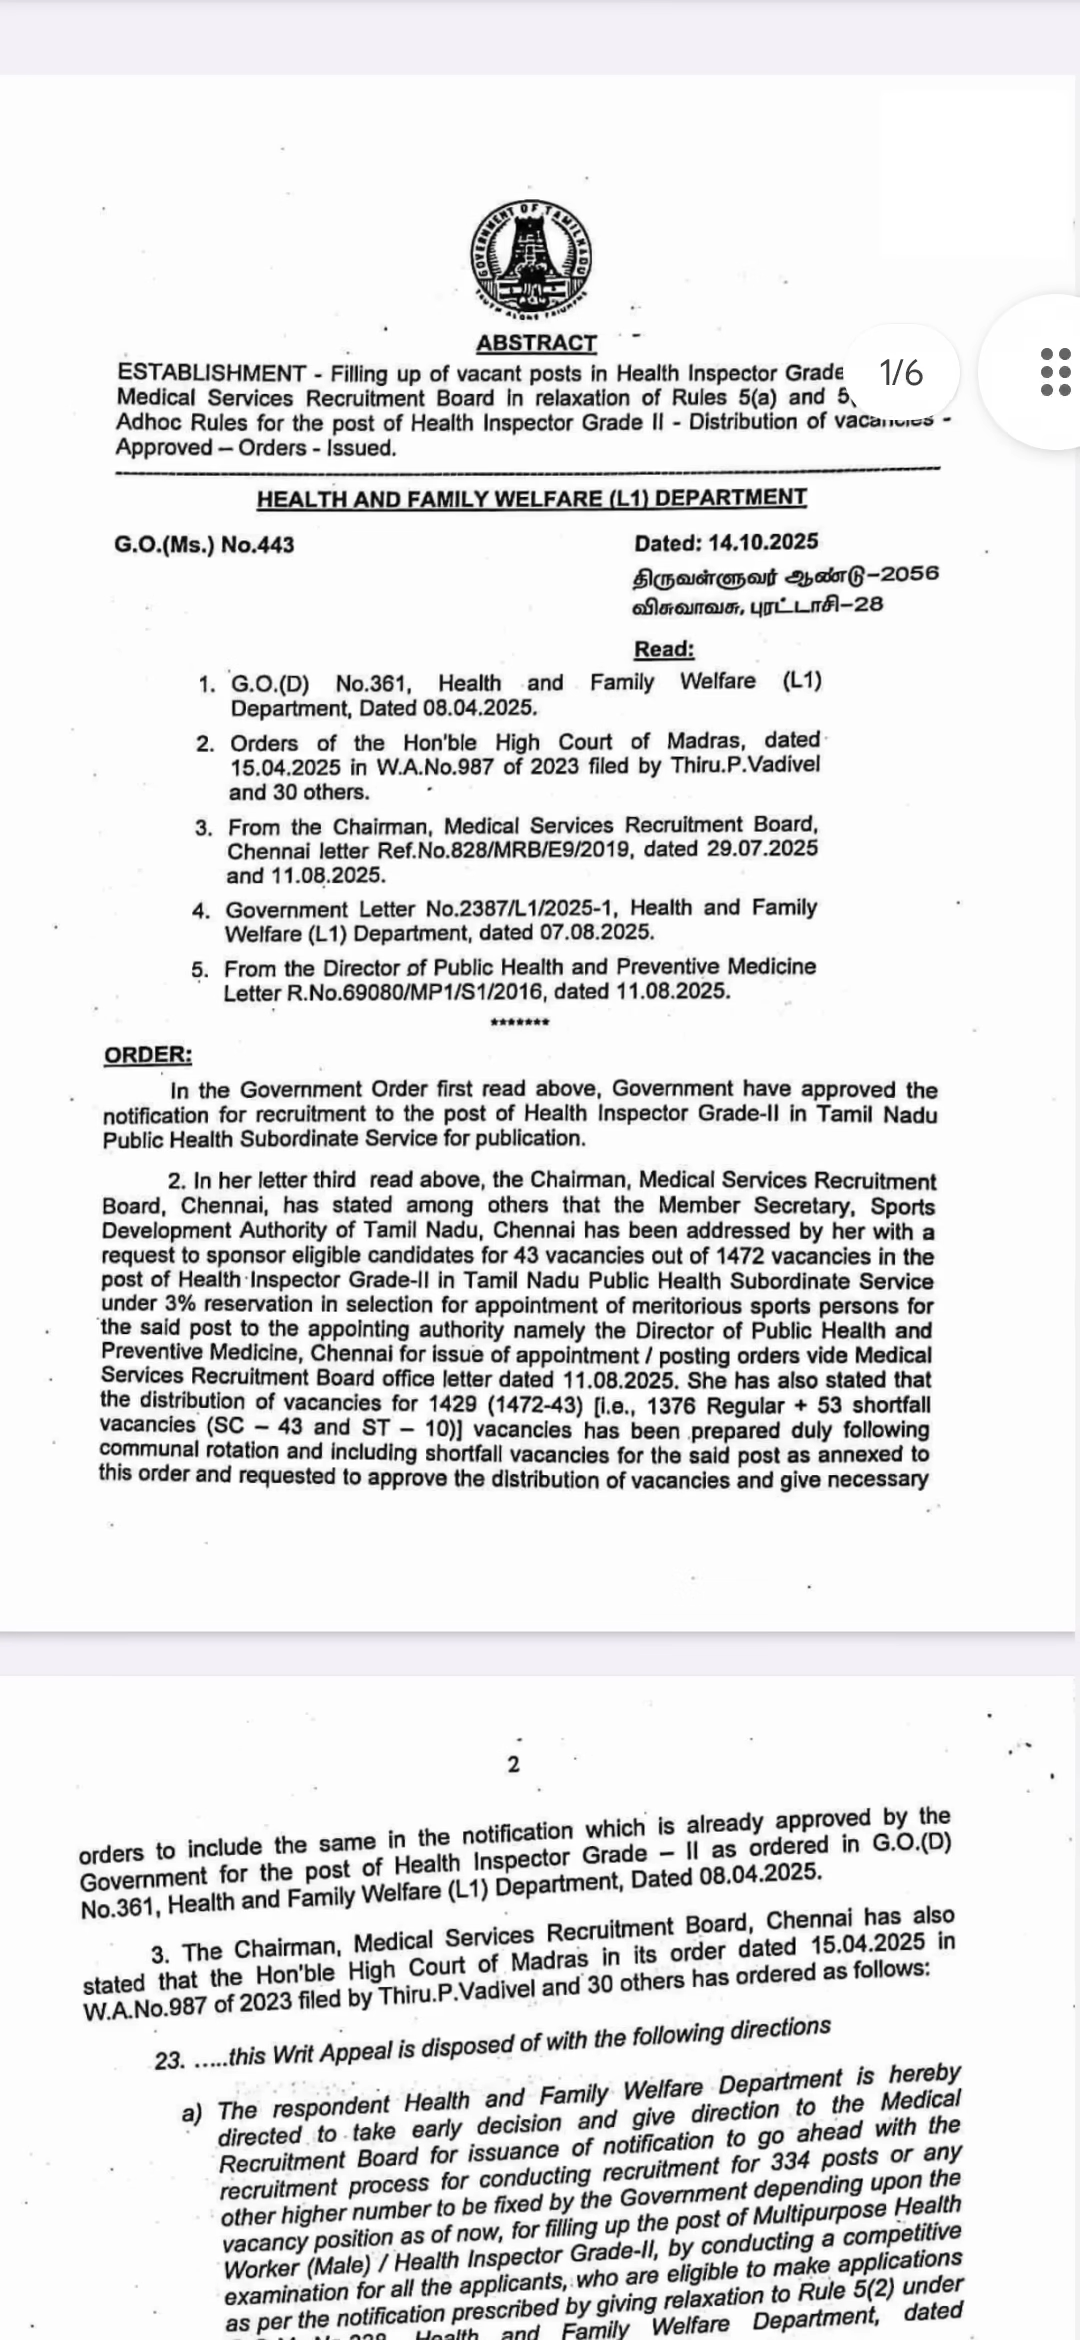 GOVERNMENT OF TAMILNADU
TRUTH ALONE TRIUMPHS
ABSTRACT
ESTABLISHMENT - Filling up of vacant posts in Health Inspector Grade
Medical Services Recruitment Board in relaxation of Rules 5(a) and
Adhoc Rules for the post of Health Inspector Grade II - Distribution of vacancies -
Approved – Orders - Issued.
1/6
HEALTH AND FAMILY WELFARE (L1) DEPARTMENT
G.O.(Ms.) No.443
Dated: 14.10.2025
திருவள்ளுவர் ஆண்டு-2056
விசுவாவசு, புரட்டாசி-28
Read:
1. G.O.(D) No.361, Health and Family Welfare (L1)
Department, Dated 08.04.2025.
2. Orders of the Hon'ble High Court of Madras, dated
15.04.2025 in W.A.No.987 of 2023 filed by Thiru.P.Vadivel
and 30 others.
3. From the Chairman, Medical Services Recruitment Board,
Chennai letter Ref.No.828/MRB/E9/2019, dated 29.07.2025
and 11.08.2025.
4. Government Letter No.2387/L1/2025-1, Health and Family
Welfare (L1) Department, dated 07.08.2025.
5. From the Director of Public Health and Preventive Medicine
Letter R.No.69080/MP1/S1/2016, dated 11.08.2025.
*******
ORDER:
In the Government Order first read above, Government have approved the
notification for recruitment to the post of Health Inspector Grade-II in Tamil Nadu
Public Health Subordinate Service for publication.
2. In her letter third read above, the Chairman, Medical Services Recruitment
Board, Chennai, has stated among others that the Member Secretary, Sports
Development Authority of Tamil Nadu, Chennai has been addressed by her with a
request to sponsor eligible candidates for 43 vacancies out of 1472 vacancies in the
post of Health Inspector Grade-II in Tamil Nadu Public Health Subordinate Service
under 3% reservation in selection for appointment of meritorious sports persons for
the said post to the appointing authority namely the Director of Public Health and
Preventive Medicine, Chennai for issue of appointment / posting orders vide Medical
Services Recruitment Board office letter dated 11.08.2025. She has also stated that
the distribution of vacancies for 1429 (1472-43) [i.e., 1376 Regular + 53 shortfall
vacancies (SC – 43 and ST – 10)] vacancies has been prepared duly following
communal rotation and including shortfall vacancies for the said post as annexed to
this order and requested to approve the distribution of vacancies and give necessary
2
orders to include the same in the notification which is already approved by the
Government for the post of Health Inspector Grade – II as ordered in G.O.(D)
No.361, Health and Family Welfare (L1) Department, Dated 08.04.2025.
3. The Chairman, Medical Services Recruitment Board, Chennai has also
stated that the Hon'ble High Court of Madras in its order dated 15.04.2025 in
W.A.No.987 of 2023 filed by Thiru.P.Vadivel and 30 others has ordered as follows:
23. .....this Writ Appeal is disposed of with the following directions
a) The respondent Health and Family Welfare Department is hereby
directed to take early decision and give direction to the Medical
Recruitment Board for issuance of notification to go ahead with the
recruitment process for conducting recruitment for 334 posts or any
other higher number to be fixed by the Government depending upon the
vacancy position as of now, for filling up the post of Multipurpose Health
Worker (Male) / Health Inspector Grade-II, by conducting a competitive
examination for all the applicants, who are eligible to make applications
as per the notification prescribed by giving relaxation to Rule 5(2) under
Health and Family Welfare Department, dated